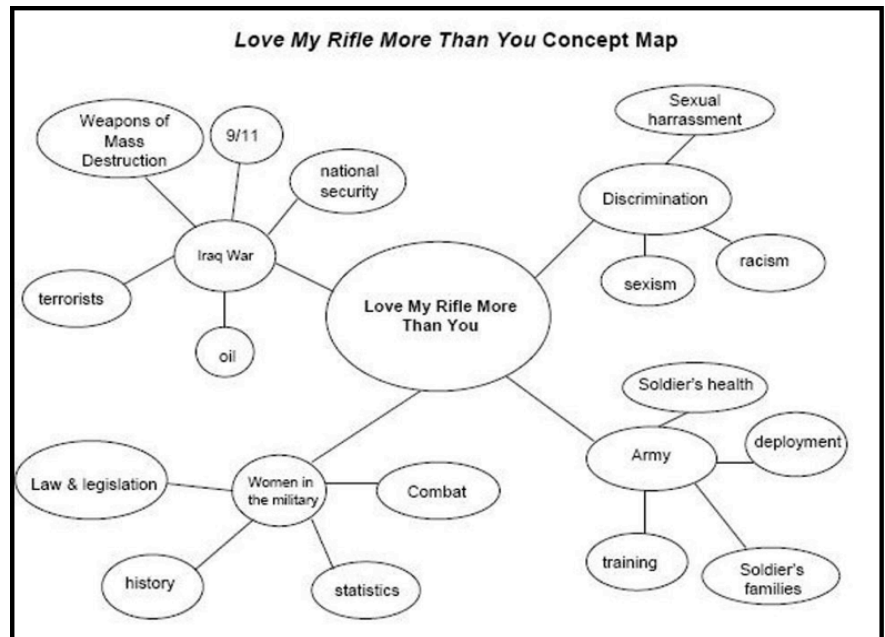 Love My Rifle More Than You Concept Map
Weapons of
Mass
Destruction
9/11
national
security
Iraq War
terrorists
oil
Sexual
harrassment
Discrimination
sexism
racism
Love My Rifle More
Than You
Soldier's health
Army
deployment
training
Soldier's
families
Law & legislation
Women in
the military
Combat
history
statistics